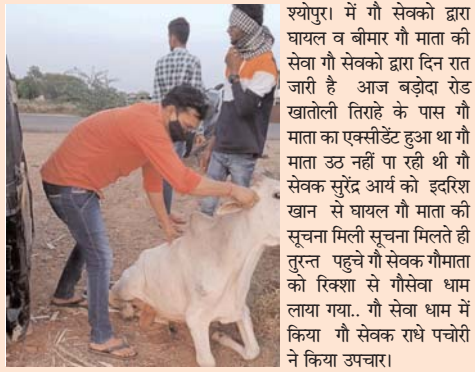 श्योपुर। में गौ सेवको द्वारा
घायल व बीमार गौ माता की
सेवा गौ सेवको द्वारा दिन रात
जारी है आज बड़ोदा रोड
खातोली तिराहे के पास गौ
माता का एक्सीडेंट हुआ था गौ
माता उठ नहीं पा रही थी गौ
सेवक सुरेंद्र आर्य को इदरिश
खान से घायल गौ माता की
सूचना मिली सूचना मिलते ही
तुरन्त पहुचे गौ सेवक गौमाता
को रिक्शा से गौसेवा धाम
लाया गया.. गौ सेवा धाम में
किया गौ सेवक राधे पचोरी
ने किया उपचार।